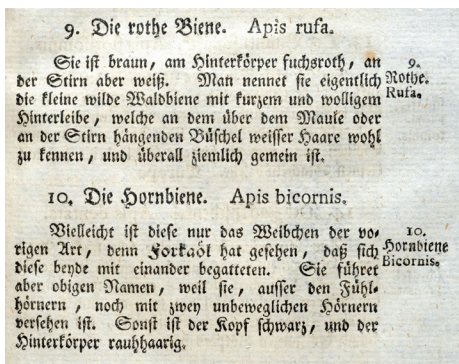 9. Die rothe Biene. Apis rufa.
Sie ist braun, am Hinterkörper fuchsroth, an
der Stirn aber weiß. Man nennet sie eigentlich
die kleine wilde Waldbiene mit kurzem und wolligem
Hinterleibe, welche an dem über dem Maule oder
an der Stirn hängenden Büschel weisser Haare wohl
zu kennen, und überall ziemlich gemein ist.
9.
Rothe.
Rufa.
10. Die Hornbiene. Apis bicornis.
Vielleicht ist diese nur das Weibchen der vo-
rigen Art, denn Forkaöl hat gesehen, daß sich
diese beyde mit einander begatteten. Sie führet
aber obigen Namen, weil sie, ausser den Fühl-
hörnern, noch mit zwey unbeweglichen Hörnern
versehen ist. Sonst ist der Kopf schwarz, und der
Hinterkörper rauhhaarig.
10.
Hornbiene
Bicornis.